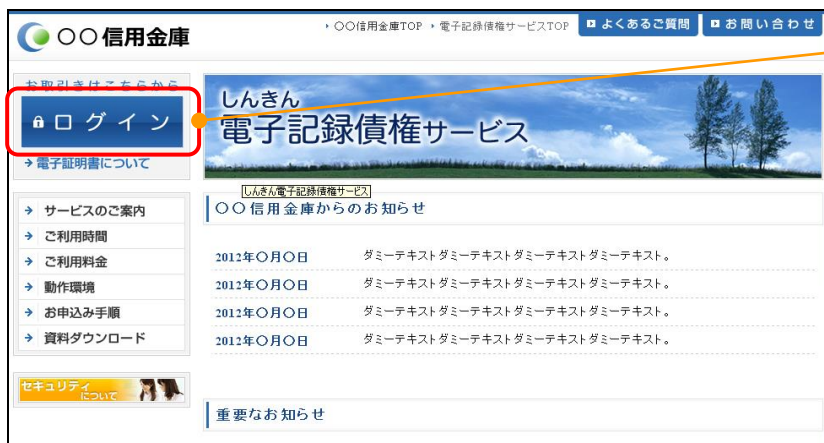 〇〇信用金庫
〇〇信用金庫TOP
電子記録債権サービスTOP
よくあるご質問
お問い合わせ
お取引きはこちらから
ログイン
電子証明書について
しんきん
電子記録債権サービス
しんきん電子記録債権サービス
サービスのご案内
ご利用時間
ご利用料金
動作環境
お申込み手順
資料ダウンロード
セキュリティ
について
〇〇信用金庫からのお知らせ
2012年〇月〇日 ダミーテキストダミーテキストダミーテキストダミーテキスト。
2012年〇月〇日 ダミーテキストダミーテキストダミーテキストダミーテキスト。
2012年〇月〇日 ダミーテキストダミーテキストダミーテキストダミーテキスト。
2012年〇月〇日 ダミーテキストダミーテキストダミーテキストダミーテキスト。
重要なお知らせ